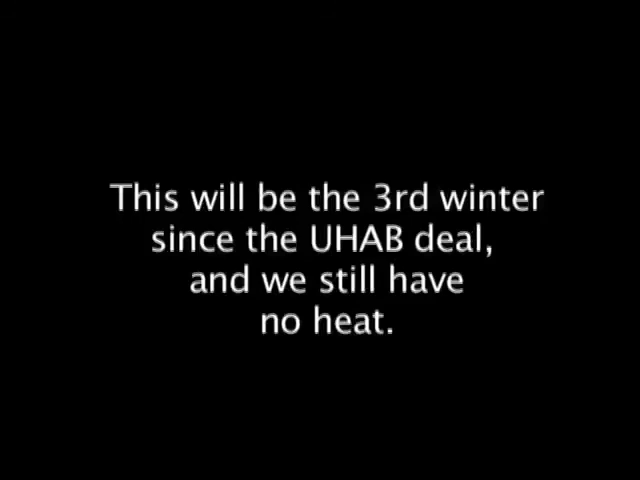 This will be the 3rd winter
since the UHAB deal,
and we still have
no heat.